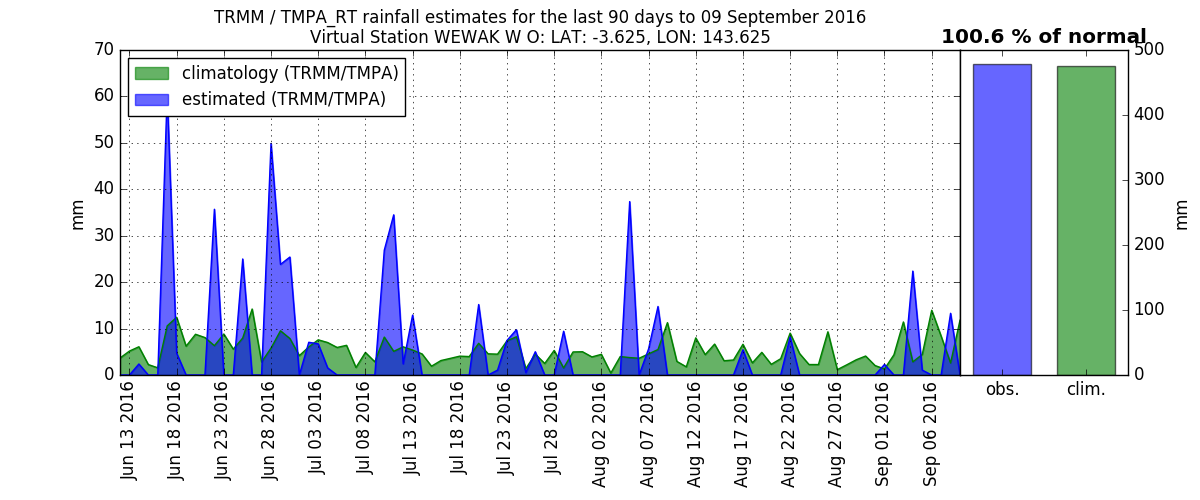 TRMM / TMPA_RT rainfall estimates for the last 90 days to 09 September 2016
Virtual Station WEWAK W O: LAT: -3.625, LON: 143.625
100.6 % of normal
climatology (TRMM/TMPA)
estimated (TRMM/TMPA)
70
60
50
40
30
20
10
0
mm
500
400
300
200
100
0
mm
obs.
clim.
Jun 13 2016
Jun 18 2016
Jun 23 2016
Jun 28 2016
Jul 03 2016
Jul 08 2016
Jul 13 2016
Jul 18 2016
Jul 23 2016
Jul 28 2016
Aug 02 2016
Aug 07 2016
Aug 12 2016
Aug 17 2016
Aug 22 2016
Aug 27 2016
Sep 01 2016
Sep 06 2016